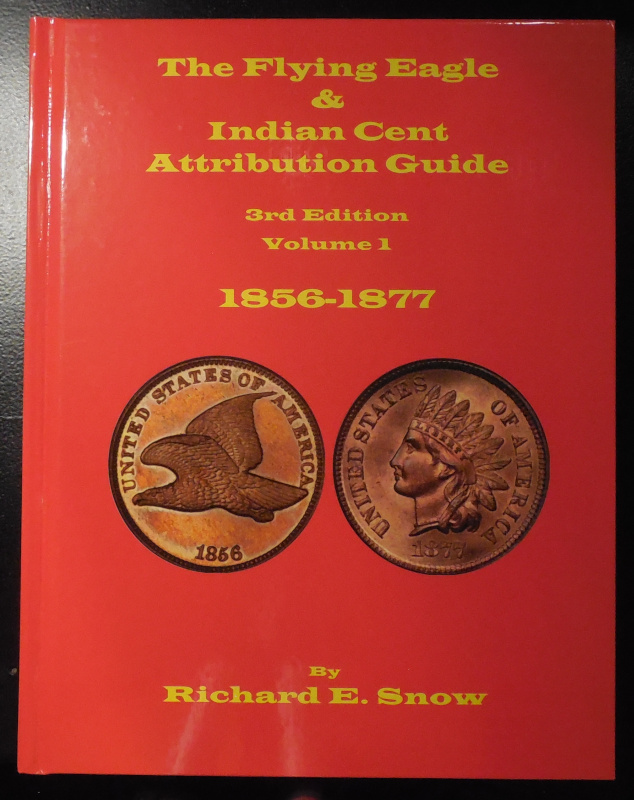 The Flying Eagle
&
Indian Cent
Attribution Guide
3rd Edition
Volume 1
1856-1877
UNITED STATES OF AMERICA
1856
UNITED STATES OF AMERICA
1877
By
Richard E. Snow